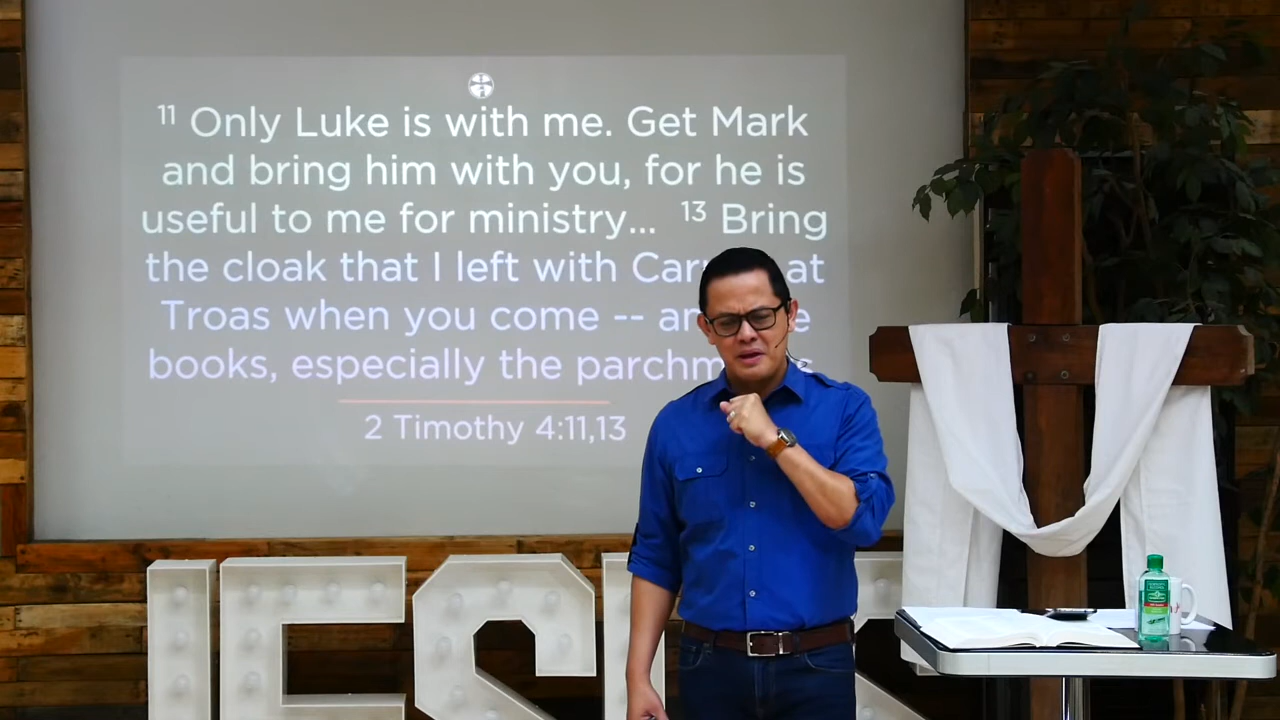 11 Only Luke is with me. Get Mark
and bring him with you, for he is
useful to me for ministry... 13 Bring
the cloak that I left with at
Troas when you come --
books, especially the
2 Timothy 4:11,13
JESUS